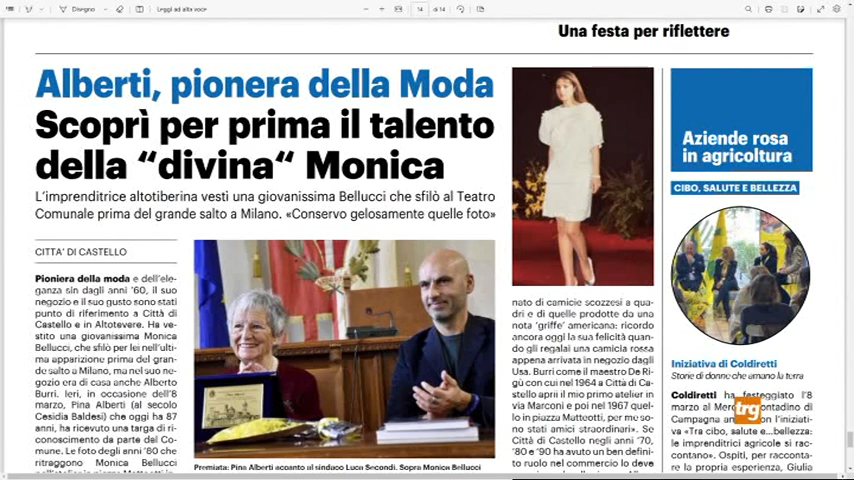 Disegno
Leggi ad alta voce
14
di 14
Una festa per riflettere
Alberti, pionera della Moda
Scoprì per prima il talento
della “divina“ Monica
L’imprenditrice altotiberina vestì una giovanissima Bellucci che sfilò al Teatro
Comunale prima del grande salto a Milano. «Conservo gelosamente quelle foto»
CITTA’ DI CASTELLO
Pioniera della moda e dell’ele-
ganza sin dagli anni ’60, il suo
negozio e il suo gusto sono stati
punto di riferimento a Città di
Castello e in Altotevere. Ha ve-
stito una giovanissima Monica
Bellucci, che sfilò per lei nell’ulti-
ma apparizione prima del gran-
de salto a Milano, ma nel suo ne-
gozio era di casa anche Alberto
Burri. Ieri, in occasione dell’8
marzo, Pina Alberti (al secolo
Cesidia Baldesi) che oggi ha 87
anni, ha ricevuto una targa di ri-
conoscimento da parte del Co-
mune. Le foto degli anni ’80 che
ritraggono Monica Bellucci
Premiata: Pina Alberti accanto al sindaco Luca Secondi. Sopra Monica Bellucci
nato di camicie scozzesi a qua-
dri e di quelle prodotte da una
nota ’griffe’ americana: ricordo
ancora oggi la sua felicità quan-
do gli regalai una camicia rossa
appena arrivata in negozio dagli
Usa. Burri come il maestro De Ri-
gù con cui nel 1964 a Città di Ca-
stello aprii il mio primo atelier in
via Marconi e poi nel 1967 quel-
lo in piazza Matteotti, per me so-
no stati amici straordinari». Se
Città di Castello negli anni ’70,
’80 e ’90 ha avuto un ben defini-
to ruolo nel commercio lo deve
Aziende rosa
in agricoltura
CIBO, SALUTE E BELLEZZA
Iniziativa di Coldiretti
Storie di donne che amano la terra
Coldiretti ha festeggiato l’8
marzo al Mercato contadino di
Campagna con l’iniziati-
va «Tra cibo, salute e...bellezza:
le imprenditrici agricole si rac-
contano». Ospiti, per racconta-
re la propria esperienza, Giulia
trg